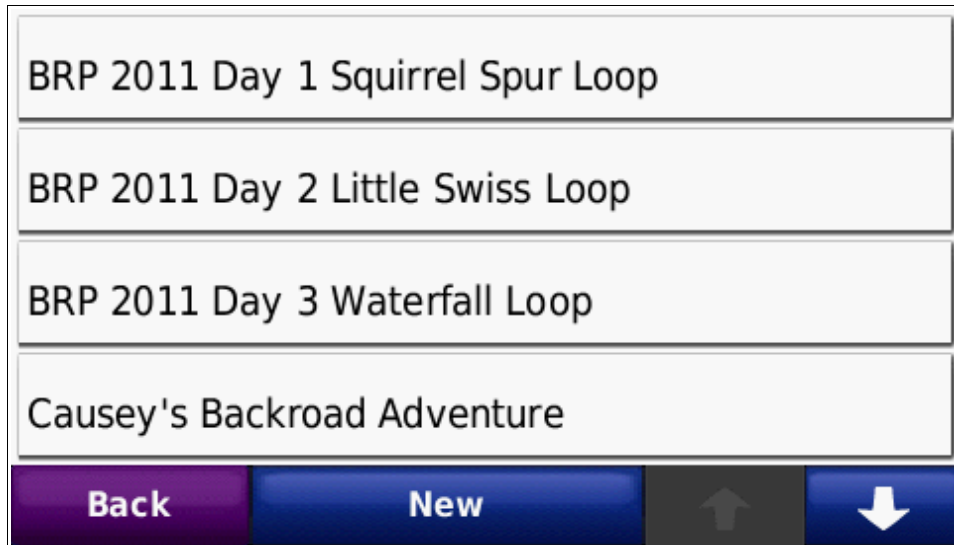 BRP 2011 Day 1 Squirrel Spur Loop
BRP 2011 Day 2 Little Swiss Loop
BRP 2011 Day 3 Waterfall Loop
Causey's Backroad Adventure
Back New